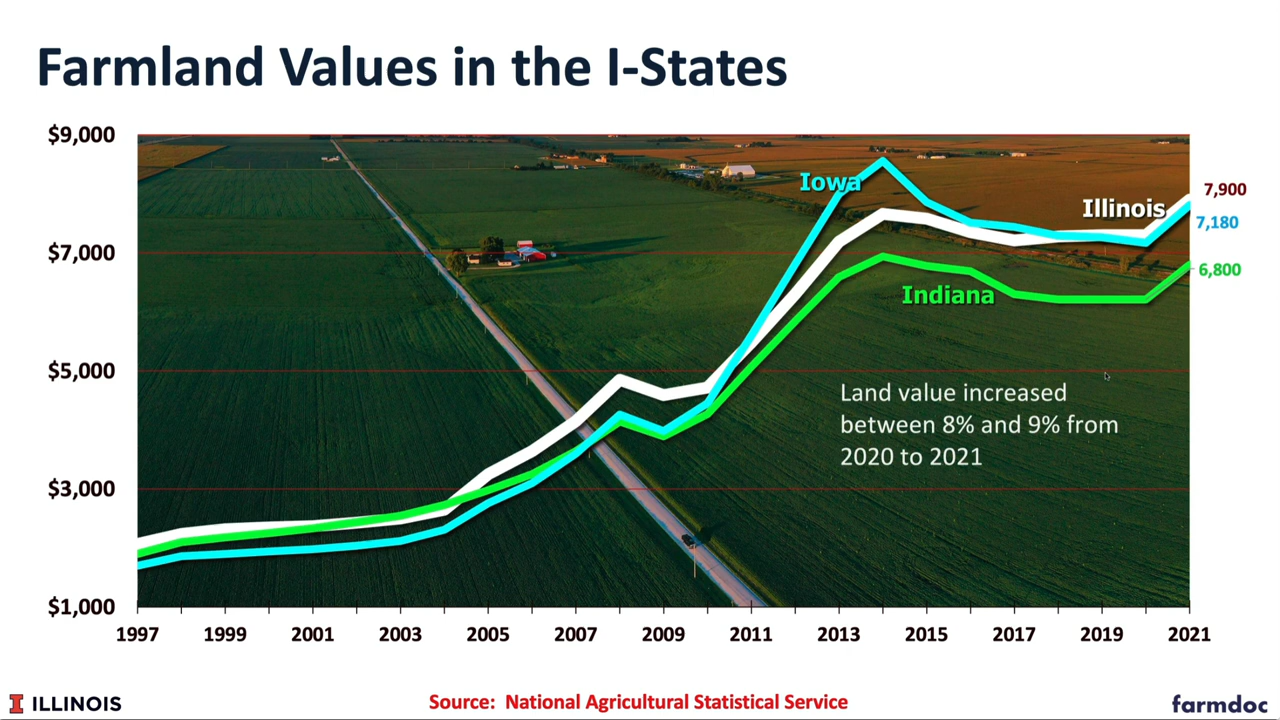 Farmland Values in the I-States
$9,000
$7,000
$5,000
$3,000
$1,000
Iowa
Illinois
Indiana
7,900
7,180
6,800
Land value increased
between 8% and 9% from
2020 to 2021
1997 1999 2001 2003 2005 2007 2009 2011 2013 2015 2017 2019 2021
I ILLINOIS
Source: National Agricultural Statistical Service
farmdoc